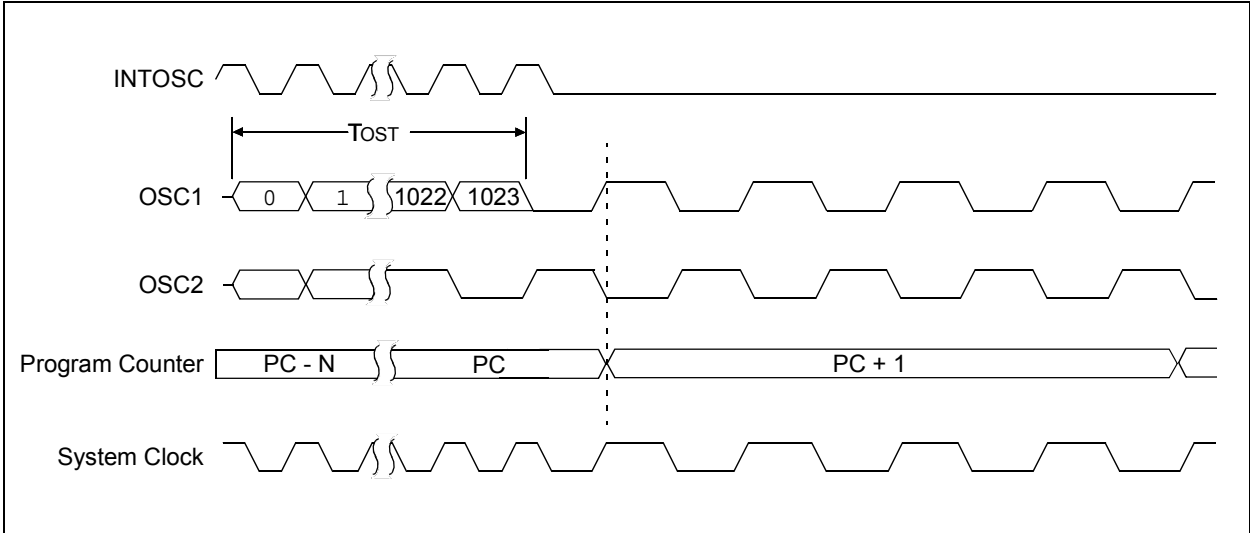 INTOSC
TOST
OSC1 0 1 1022 1023
OSC2
Program Counter PC - N PC PC + 1
System Clock